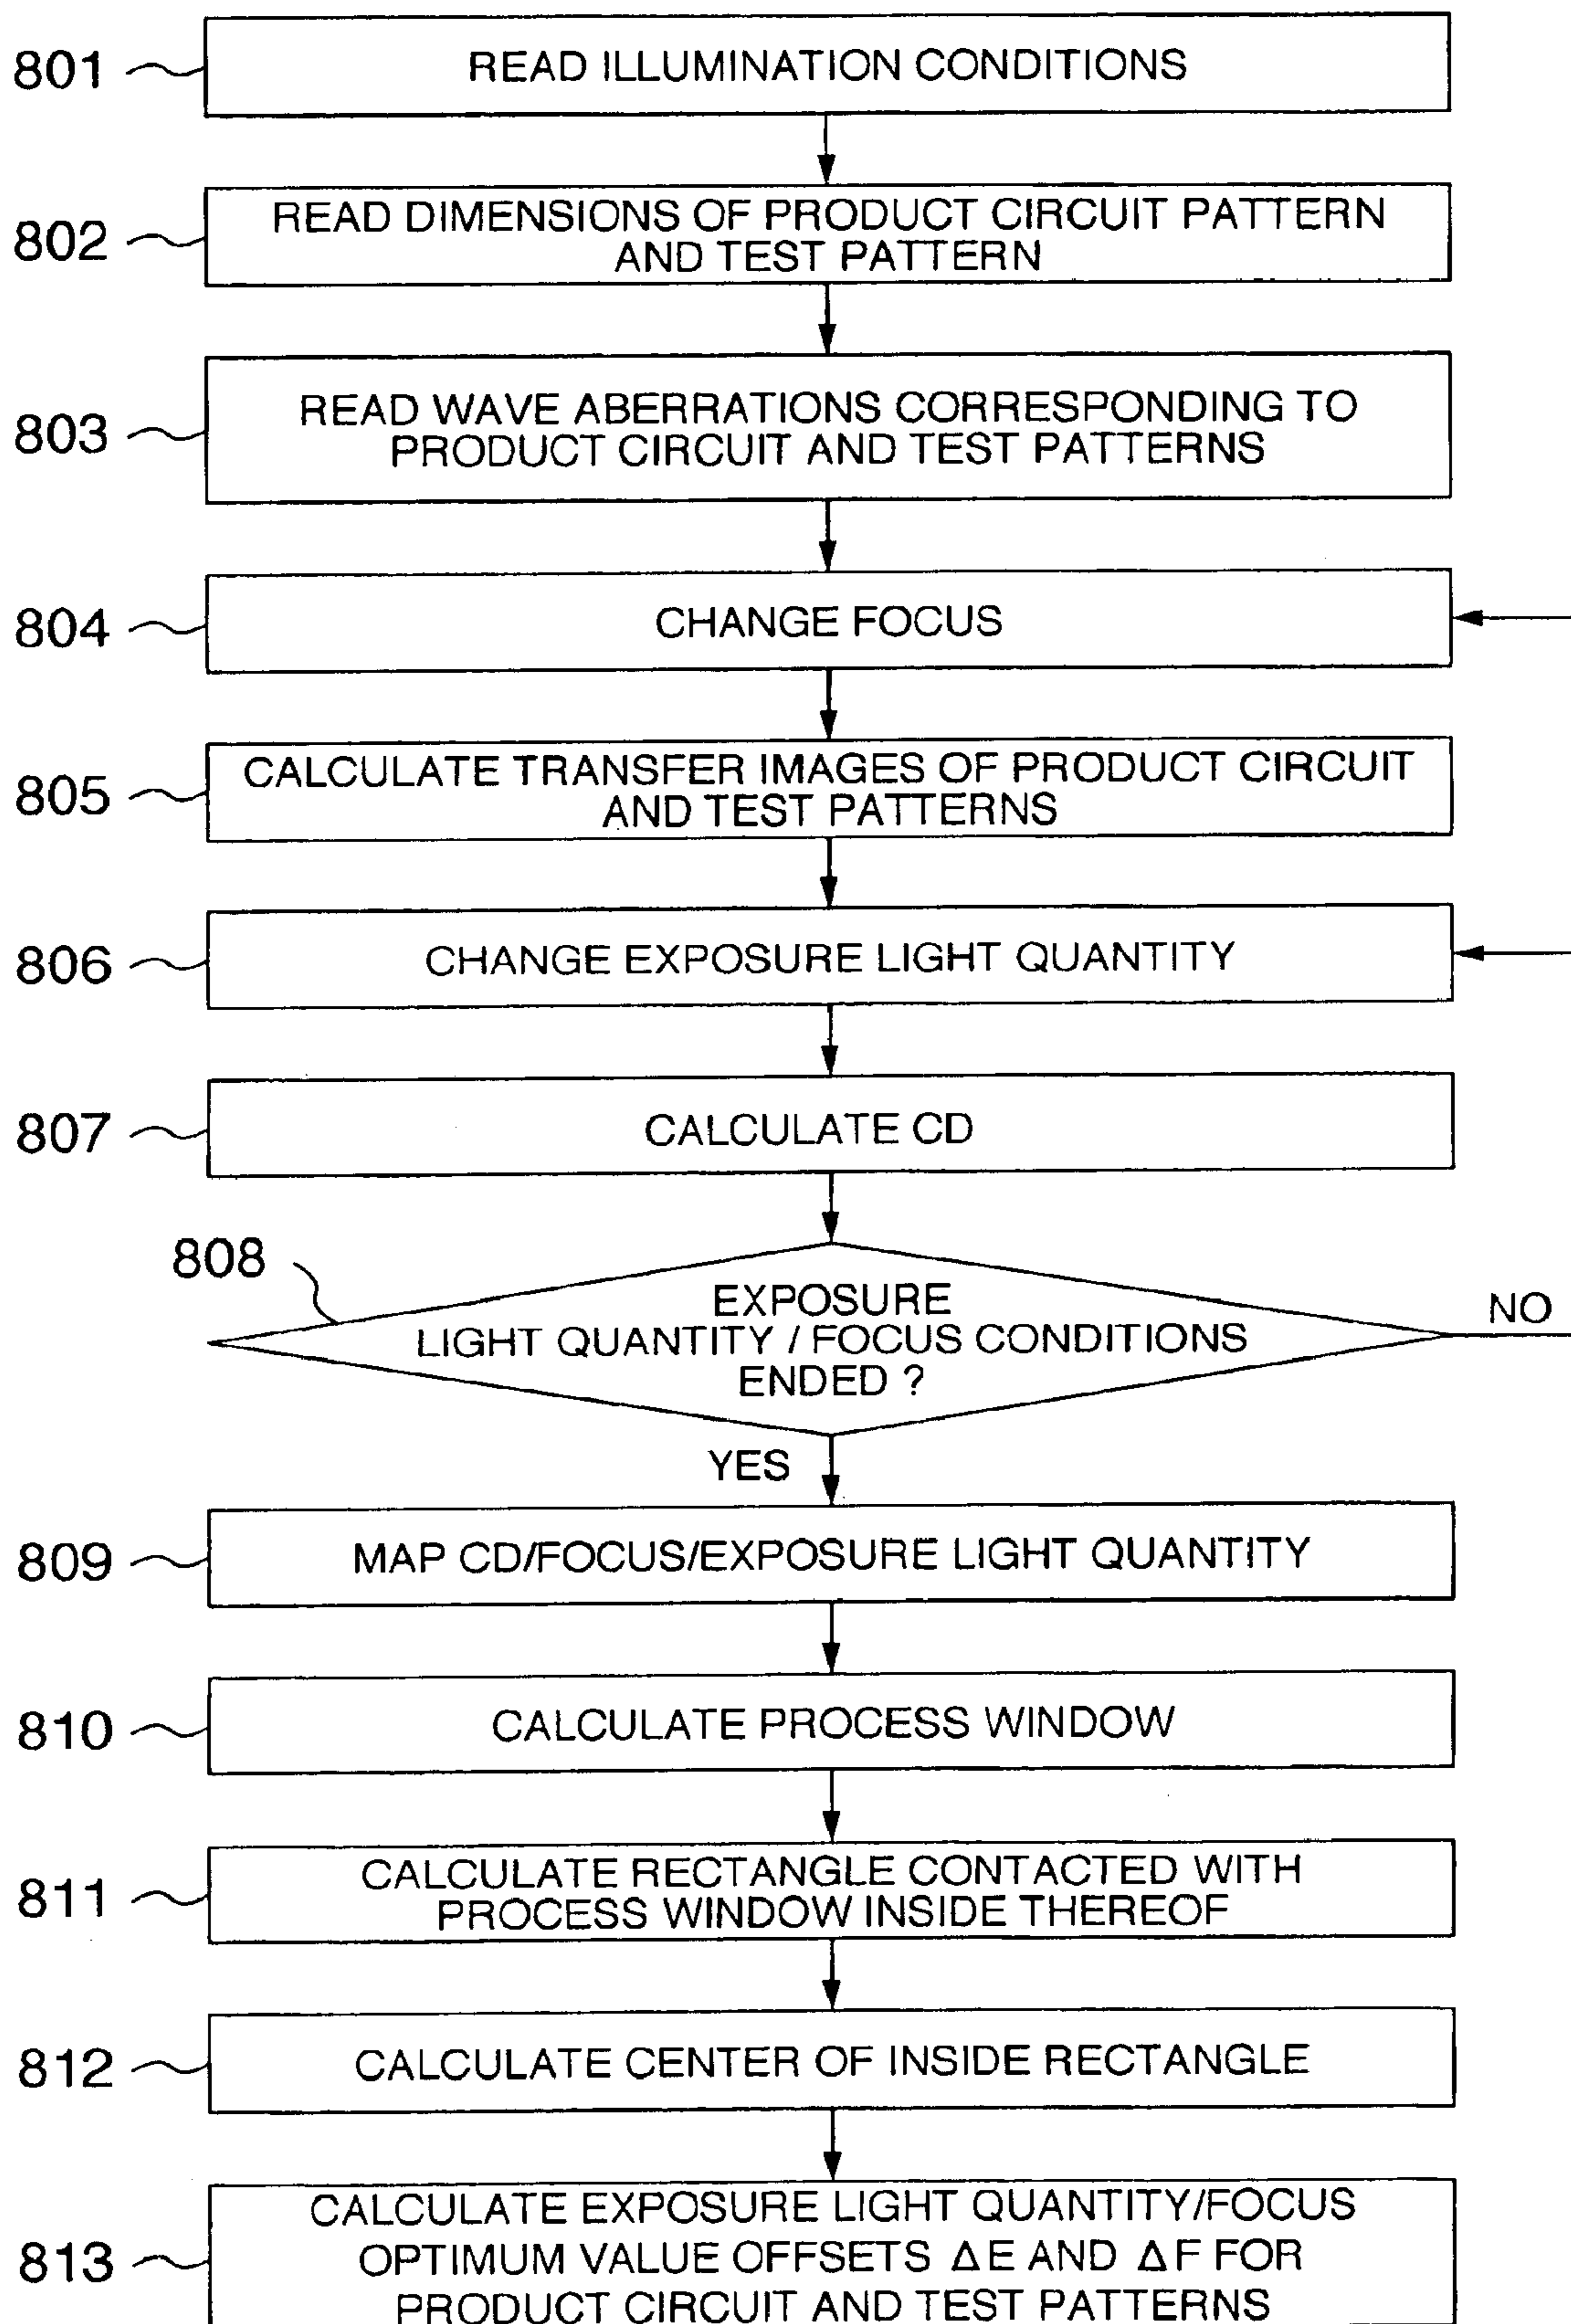 801
READ ILLUMINATION CONDITIONS
802
READ DIMENSIONS OF PRODUCT CIRCUIT PATTERN
AND TEST PATTERN
803
READ WAVE ABERRATIONS CORRESPONDING TO
PRODUCT CIRCUIT AND TEST PATTERNS
804
CHANGE FOCUS
805
CALCULATE TRANSFER IMAGES OF PRODUCT CIRCUIT
AND TEST PATTERNS
806
CHANGE EXPOSURE LIGHT QUANTITY
807
CALCULATE CD
808
EXPOSURE
LIGHT QUANTITY / FOCUS CONDITIONS
ENDED ?
NO
YES
809
MAP CD/FOCUS/EXPOSURE LIGHT QUANTITY
810
CALCULATE PROCESS WINDOW
811
CALCULATE RECTANGLE CONTACTED WITH
PROCESS WINDOW INSIDE THEREOF
812
CALCULATE CENTER OF INSIDE RECTANGLE
813
CALCULATE EXPOSURE LIGHT QUANTITY/FOCUS
OPTIMUM VALUE OFFSETS ΔE AND ΔF FOR
PRODUCT CIRCUIT AND TEST PATTERNS